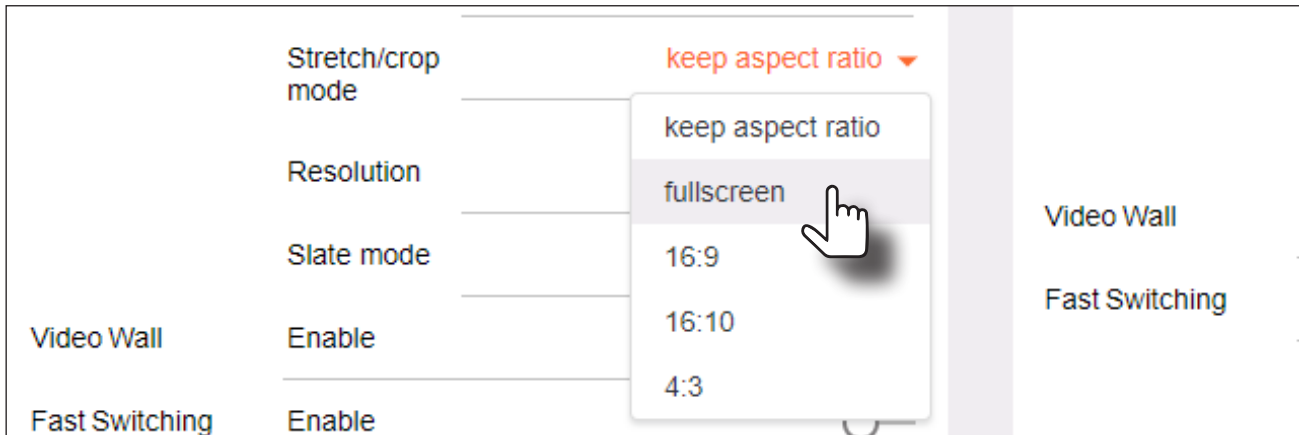 Stretch/crop
mode
keep aspect ratio
keep aspect ratio
fullscreen
16:9
16:10
4:3
Resolution
Slate mode
Video Wall Enable
Fast Switching Enable
Video Wall
Fast Switching